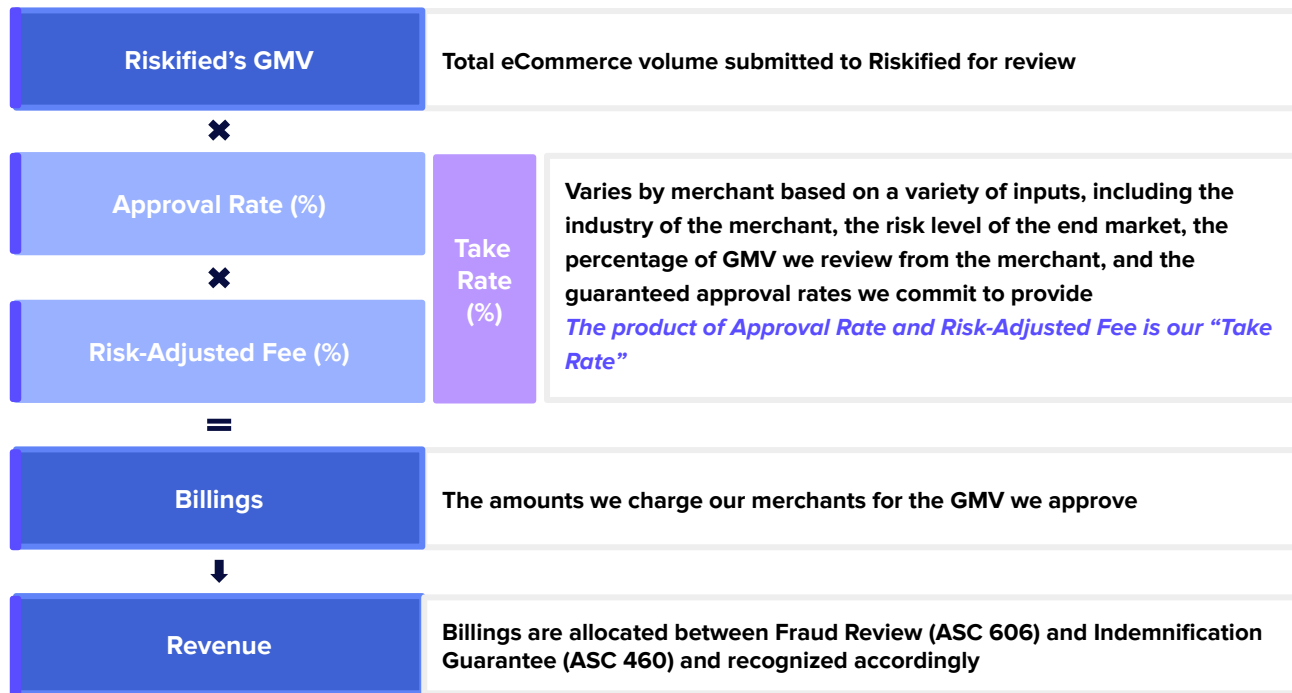 Riskified's GMV
Total eCommerce volume submitted to Riskified for review
Approval Rate (%)
Risk-Adjusted Fee (%)
Take
Rate
(%)
Varies by merchant based on a variety of inputs, including the
industry of the merchant, the risk level of the end market, the
percentage of GMV we review from the merchant, and the
guaranteed approval rates we commit to provide
The product of Approval Rate and Risk-Adjusted Fee is our “Take
Rate”
Billings
The amounts we charge our merchants for the GMV we approve
Revenue
Billings are allocated between Fraud Review (ASC 606) and Indemnification
Guarantee (ASC 460) and recognized accordingly